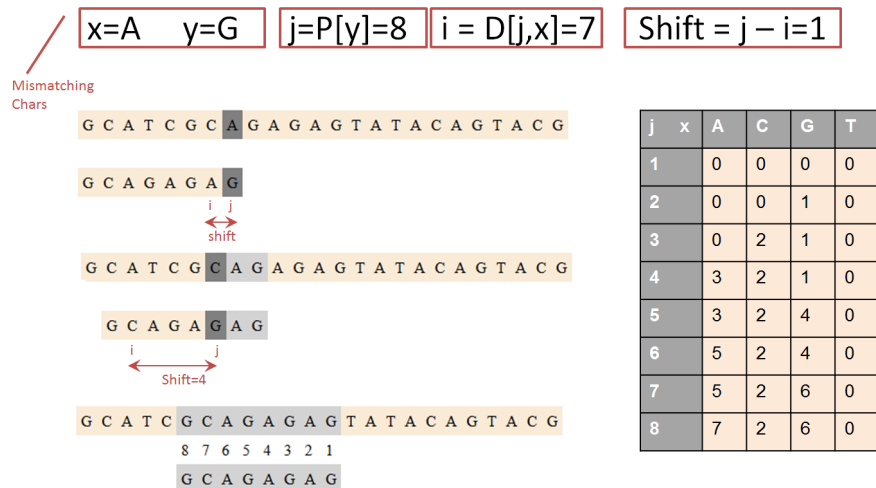 x=A y=G
j=P[y]=8
i = D[j,x]=7
Shift = j – i=1
Mismatching
Chars
G C A T C G C A G A G A G T A T A C A G T A C G
G C A G A G A G
i j
shift
G C A T C G C A G A G A G T A T A C A G T A C G
G C A G A G A G
i j
Shift=4
G C A T C G C A G A G A G T A T A C A G T A C G
8 7 6 5 4 3 2 1
G C A G A G A G
j x A C G T
1 0 0 0 0
2 0 0 1 0
3 0 2 1 0
4 3 2 1 0
5 3 2 4 0
6 5 2 4 0
7 5 2 6 0
8 7 2 6 0